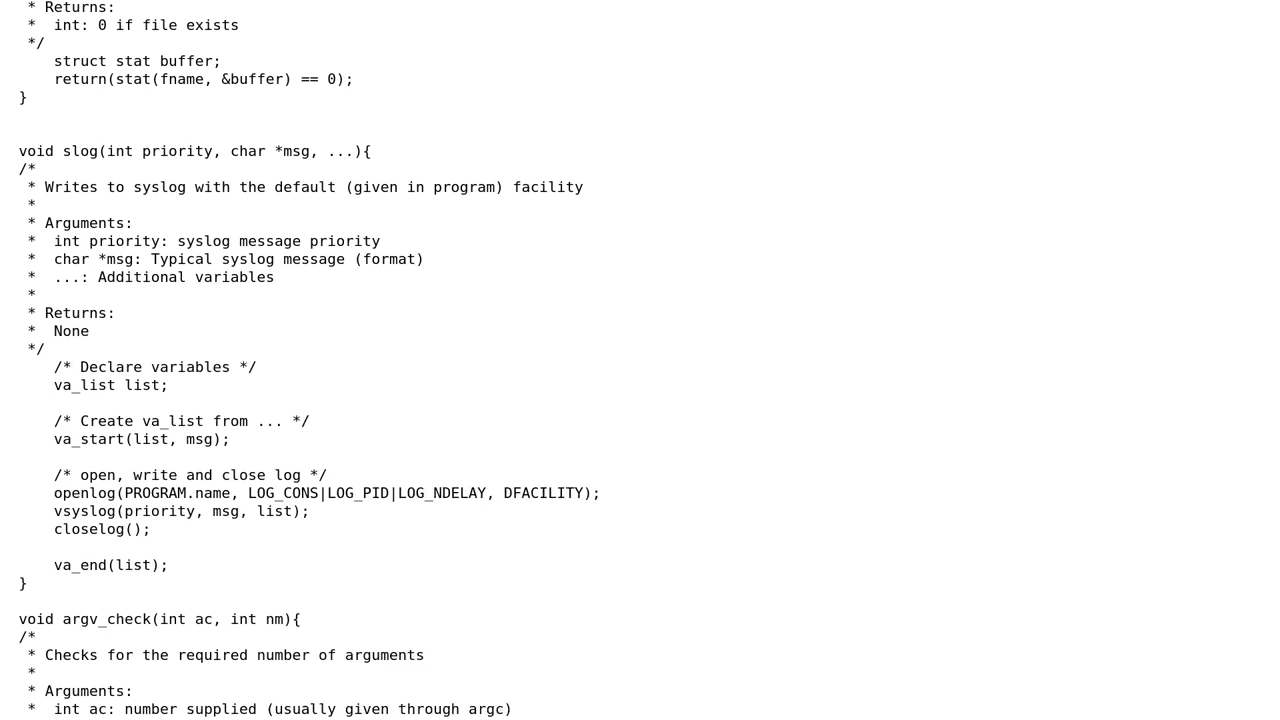 * Returns:
 *  int: 0 if file exists
 */
    struct stat buffer;
    return(stat(fname, &buffer) == 0);
}


void slog(int priority, char *msg, ...){
/*
 * Writes to syslog with the default (given in program) facility
 *
 * Arguments:
 *  int priority: syslog message priority
 *  char *msg: Typical syslog message (format)
 *  ...: Additional variables
 *
 * Returns:
 *  None
 */
    /* Declare variables */
    va_list list;

    /* Create va_list from ... */
    va_start(list, msg);

    /* open, write and close log */
    openlog(PROGRAM.name, LOG_CONS|LOG_PID|LOG_NDELAY, DFACILITY);
    vsyslog(priority, msg, list);
    closelog();

    va_end(list);
}

void argv_check(int ac, int nm){
/*
 * Checks for the required number of arguments
 *
 * Arguments:
 *  int ac: number supplied (usually given through argc)